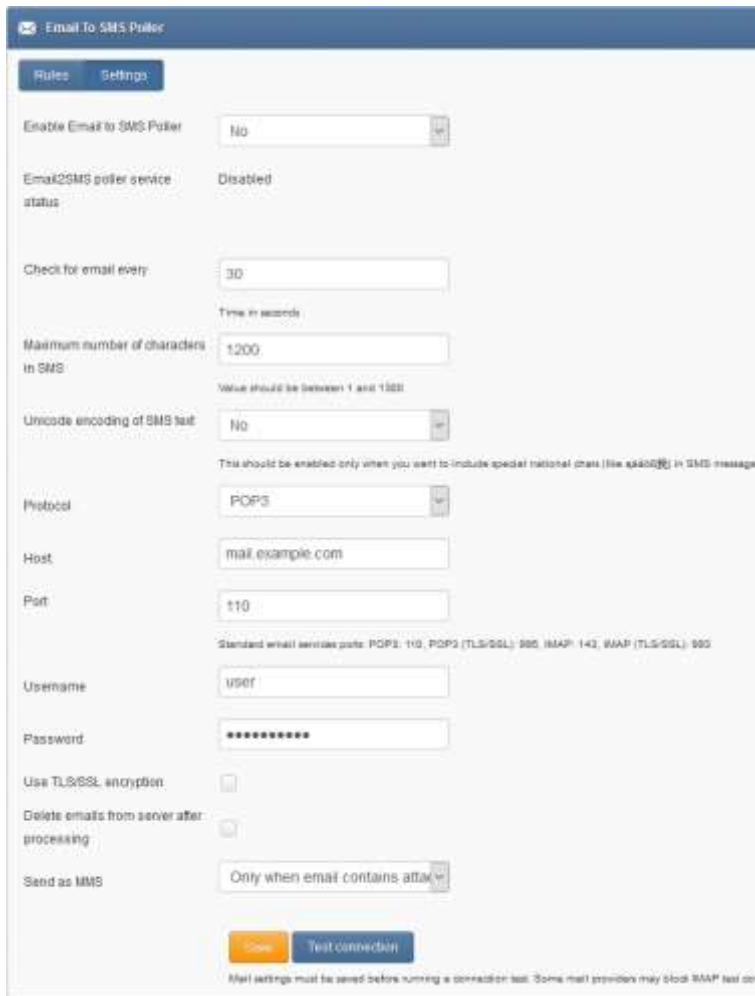 Email To SMS Poller
Rules Settings
Enable Email to SMS Poller No
Email2SMS poller service status Disabled
Check for email every 30
Time in seconds
Maximum number of characters in SMS 1200
Value should be between 1 and 1300
Unicode encoding of SMS text No
This should be enabled only when you want to include special national chars (like in SMS message
Protocol POP3
Host mail.example.com
Port 110
Standard email services ports: POP3: 110, POP3 (TLS/SSL): 995, IMAP: 143, IMAP (TLS/SSL): 993
Username user
Password ••••••••••
Use TLS/SSL encryption
Delete emails from server after processing
Send as MMS Only when email contains atta
Save Test connection
Mail settings must be saved before running a connection test. Some mail providers may block IMAP test